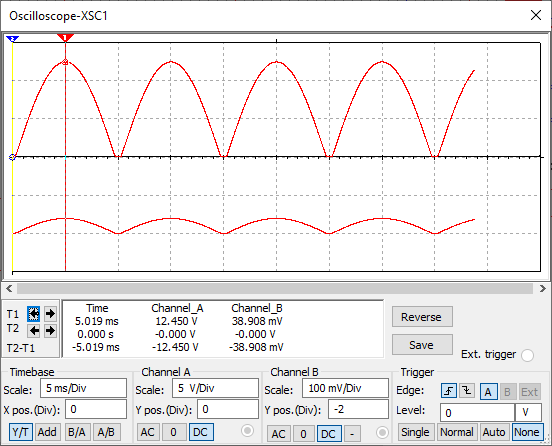 Oscilloscope-XSC1
2 1
T1
T2
T2-T1
Time Channel_A Channel_B
5.019 ms 12.450 V 38.908 mV
0.000 s -0.000 V -0.000 V
-5.019 ms -12.450 V -38.908 mV
Reverse
Save
Ext. trigger
Timebase
Scale: 5 ms/Div
X pos.(Div): 0
Y/T Add B/A A/B
Channel A
Scale: 5 V/Div
Y pos.(Div): 0
AC 0 DC
Channel B
Scale: 100 mV/Div
Y pos.(Div): -2
AC 0 DC -
Trigger
Edge: A B Ext
Level: 0 V
Single Normal Auto None